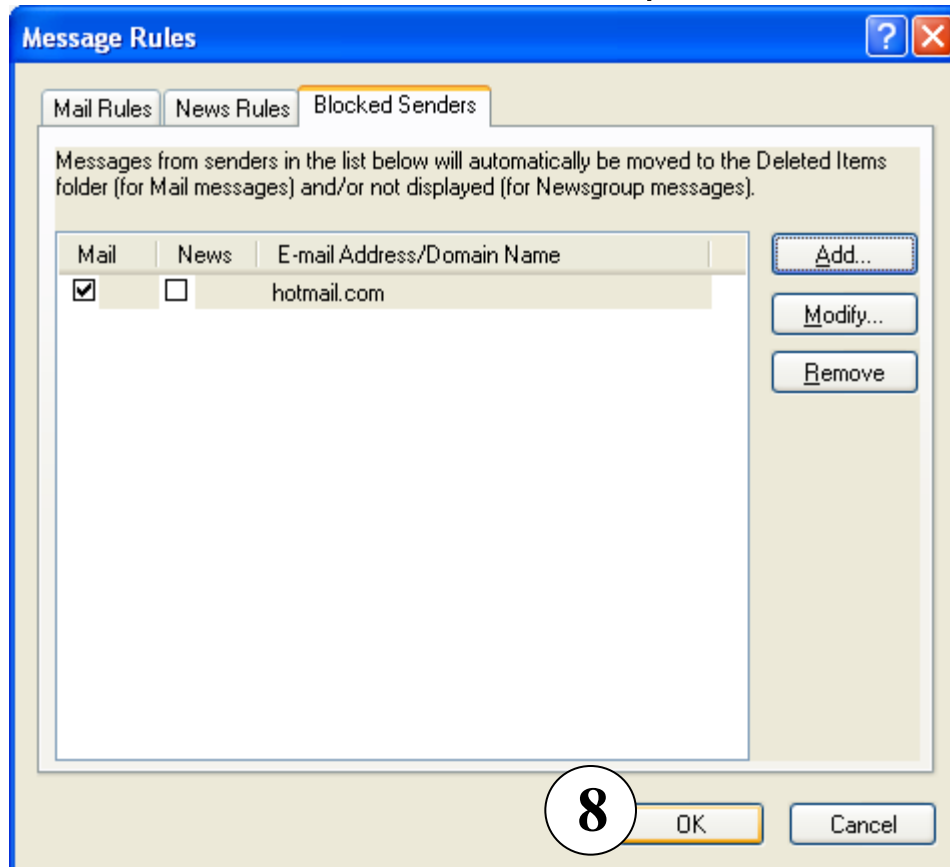 Message Rules
Mail Rules News Rules Blocked Senders
Messages from senders in the list below will automatically be moved to the Deleted Items
folder (for Mail messages) and/or not displayed (for Newsgroup messages).
Mail News E-mail Address/Domain Name
hotmail.com
Add...
Modify...
Remove
8 OK Cancel